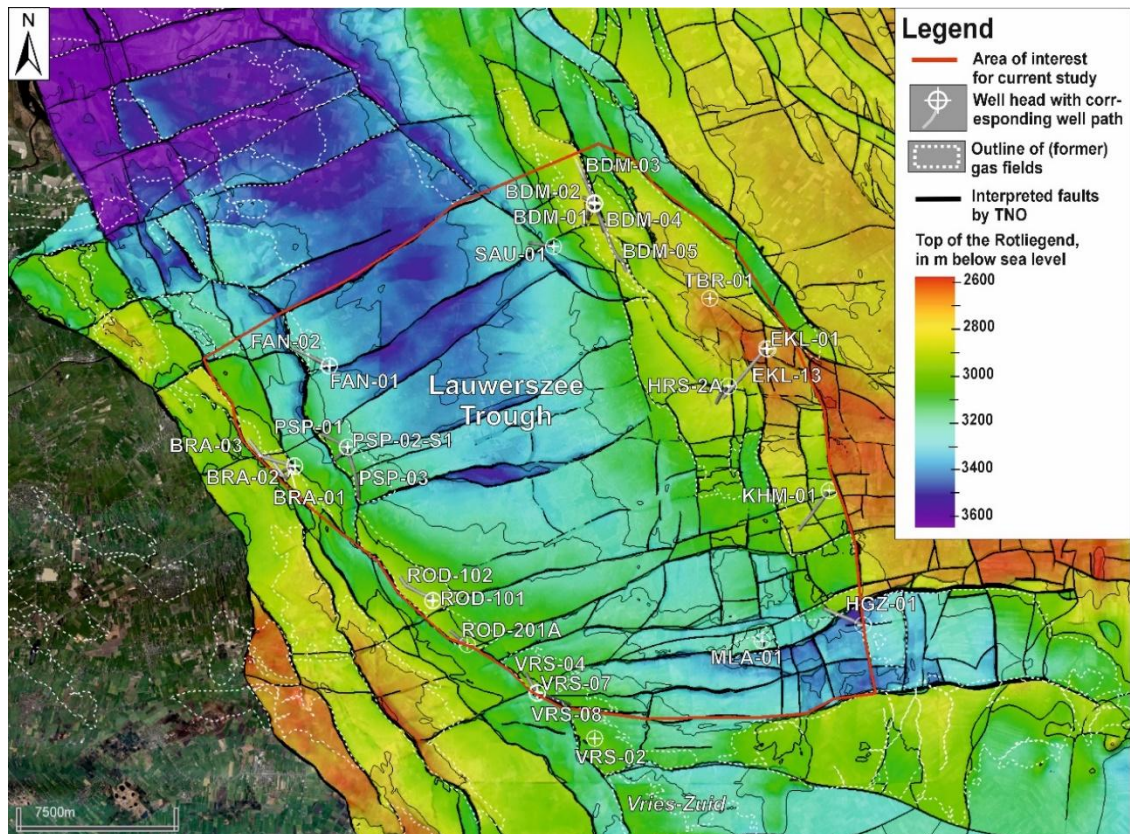 N
Legend
Area of interest
for current study
Well head with corr-
esponding well path
Outline of (former)
gas fields
Interpreted faults
by TNO
Top of the Rotliegend,
in m below sea level
2600
2800
3000
3200
3400
3600
BDM-03
BDM-02
BDM-01
BDM-04
SAU-01
BDM-05
TBR-01
FAN-02
EKL-01
FAN-01
EKL-13
HRS-2A
Lauwerszee
Trough
PSP-01
BRA-03
PSP-02-S1
BRA-02
PSP-03
BRA-01
KHM-01
ROD-102
ROD-101
HGZ-01
ROD-201A
MLA-01
VRS-04
VRS-07
VRS-08
VRS-02
Vries-Zuid
7500m